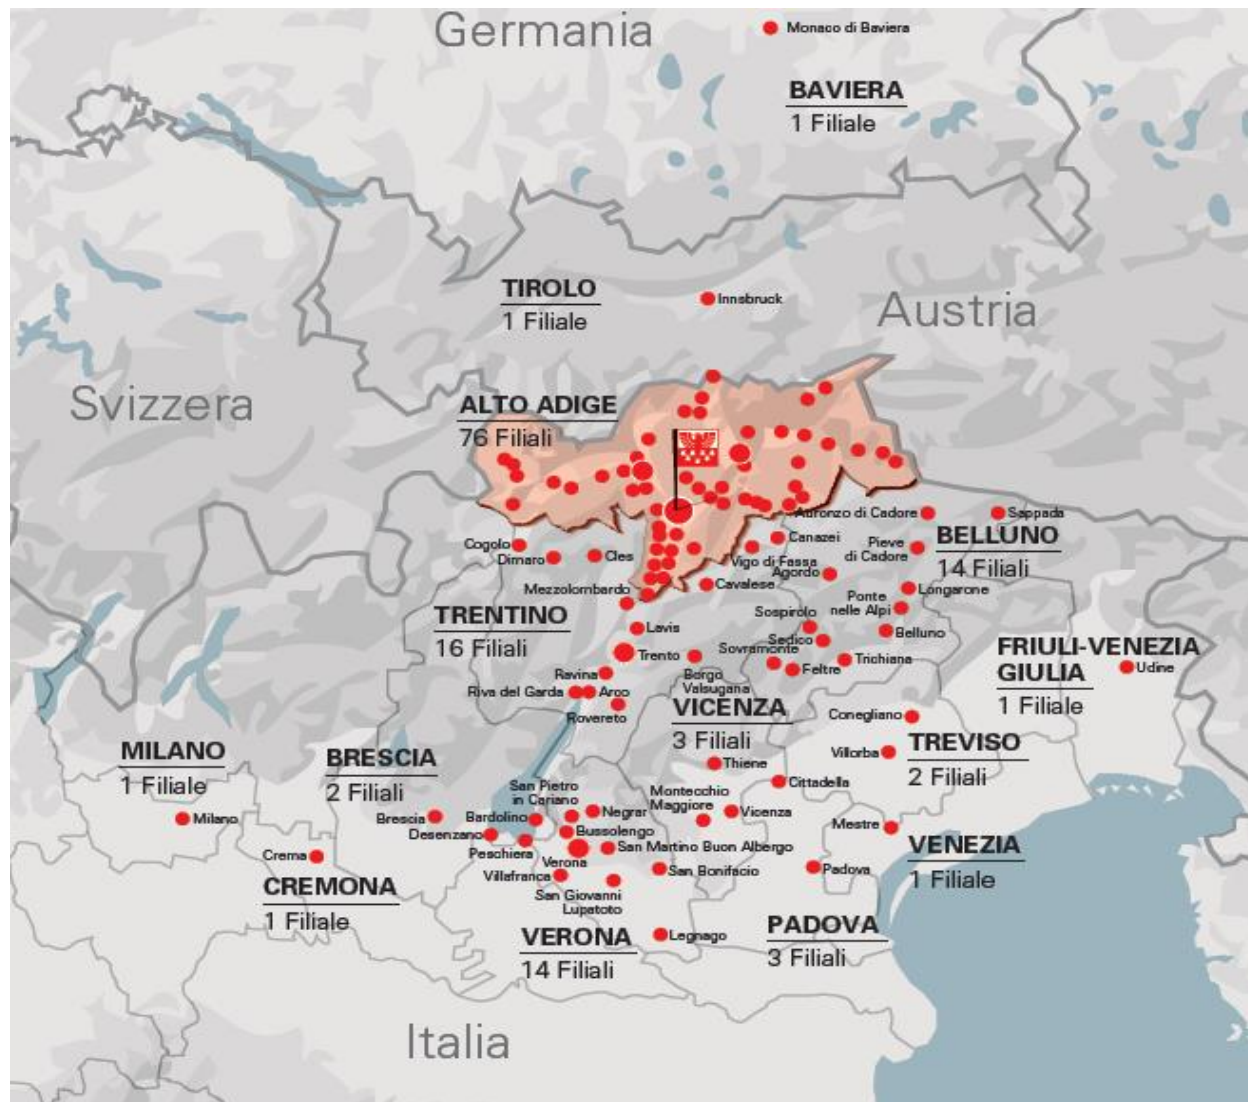 Germania
Monaco di Baviera
BAVIERA
1 Filiale
TIROLO
1 Filiale
Innsbruck
Austria
Svizzera
ALTO ADIGE
76 Filiali
Auronzo di Cadore
Sappada
Cogolo
Dimaro
Cles
Canazei
Vigo di Fassa
Pieve
di Cadore
BELLUNO
14 Filiali
Agordo
Mezzolombardo
Cavalese
Longarone
Ponte
nelle Alpi
TRENTINO
16 Filiali
Lavis
Sospirolo
Sedico
Belluno
Trento
Sovramonte
Feltre
Trichiana
FRIULI-VENEZIA
GIULIA
1 Filiale
Udine
Ravina
Borgo
Valsugana
Riva del Garda
Arco
Rovereto
VICENZA
3 Filiali
Conegliano
Villorba
TREVISO
2 Filiali
MILANO
1 Filiale
Milano
BRESCIA
2 Filiali
Thiene
Cittadella
San Pietro
in Cariano
Montecchio
Maggiore
Brescia
Bardolino
Negrar
Vicenza
Desenzano
Bussolengo
Mestre
Peschiera
Verona
San Martino Buon Albergo
VENEZIA
1 Filiale
Crema
CREMONA
1 Filiale
Villafranca
San Bonifacio
Padova
San Giovanni
Lupatoto
VERONA
14 Filiali
Legnago
PADOVA
3 Filiali
Italia